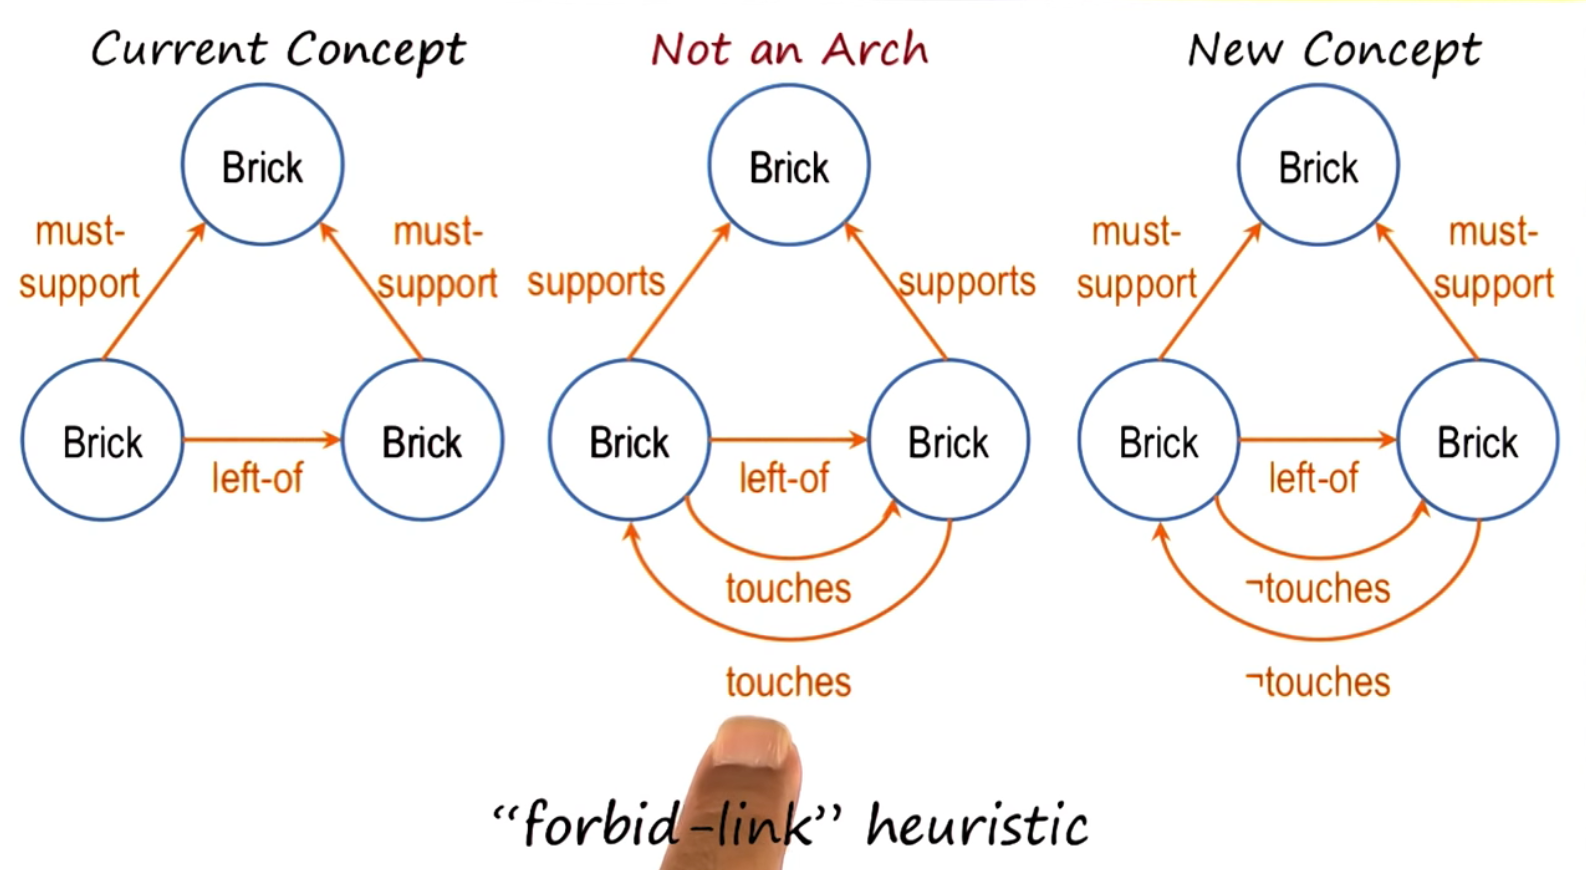 Current Concept
Not an Arch
New Concept
Brick
Brick
Brick
must-
support
must-
support
supports
supports
must-
support
must-
support
Brick
left-of
Brick
Brick
left-of
Brick
Brick
left-of
Brick
touches
¬touches
touches
¬touches
“forbid-link” heuristic